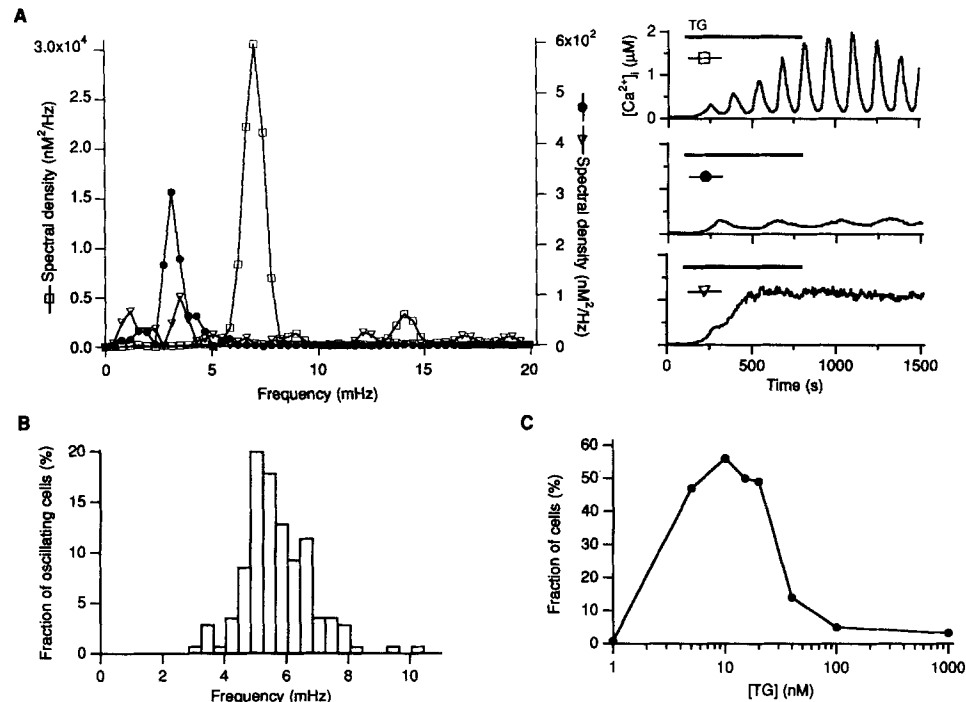 A
3.0x10⁴
2.5
2.0
1.5
1.0
0.5
0.0
Spectral density (nM²/Hz)
6x10²
5
4
3
2
1
0
Spectral density (nM²/Hz)
0 5 10 15 20
Frequency (mHz)
TG
[Ca²⁺]ᵢ (µM)
2
1
0
0 500 1000 1500
Time (s)
B
Fraction of oscillating cells (%)
20
15
10
5
0
0 2 4 6 8 10
Frequency (mHz)
C
Fraction of cells (%)
60
50
40
30
20
10
0
1 10 100 1000
[TG] (nM)